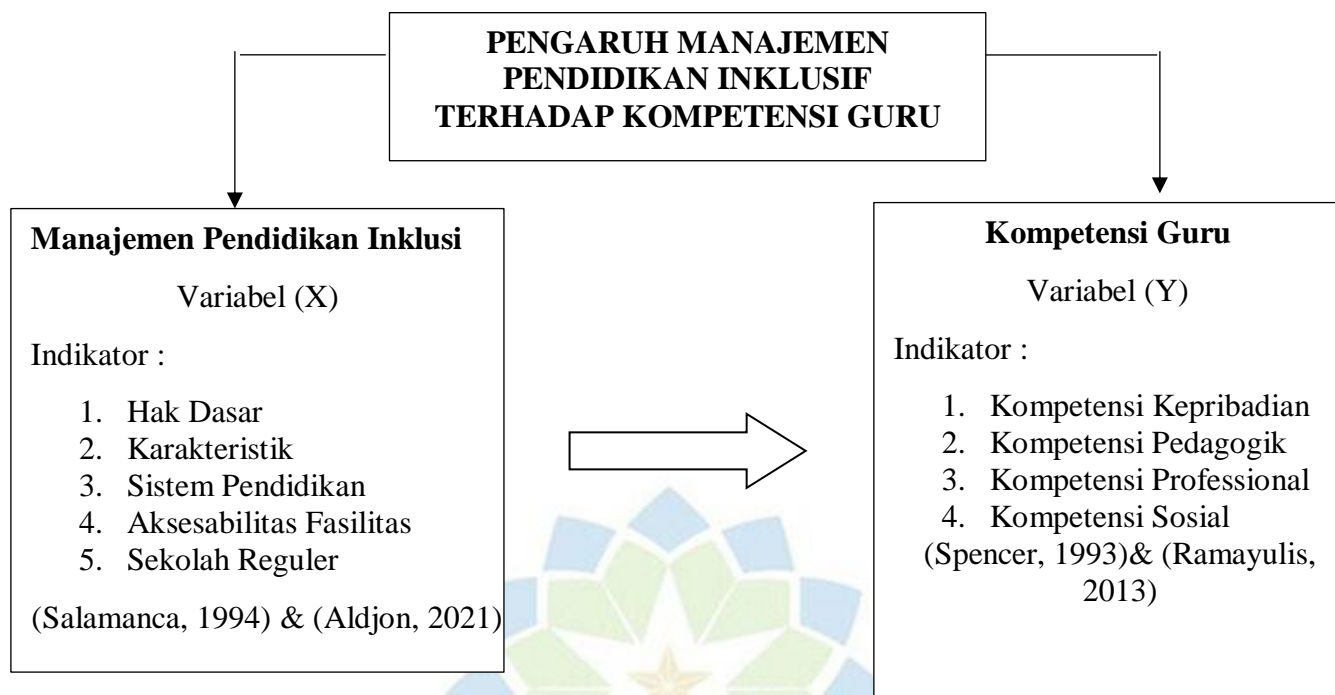 PENGARUH MANAJEMEN
PENDIDIKAN INKLUSIF
TERHADAP KOMPETENSI GURU
Manajemen Pendidikan Inklusi
Variabel (X)
Indikator :
1. Hak Dasar
2. Karakteristik
3. Sistem Pendidikan
4. Aksesabilitas Fasilitas
5. Sekolah Reguler
(Salamanca, 1994) & (Aldjon, 2021)
Kompetensi Guru
Variabel (Y)
Indikator :
1. Kompetensi Kepribadian
2. Kompetensi Pedagogik
3. Kompetensi Professional
4. Kompetensi Sosial
(Spencer, 1993)& (Ramayulis,
2013)